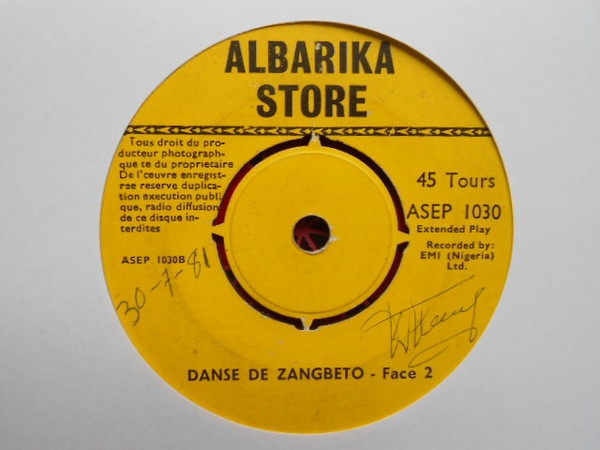 ALBARIKA
STORE
Tous droit du pro-
ducteur photograph-
que te du proprietaire
De l'œuvre enregist-
rae reserve duplica-
tion execution publi
que, radio diffusion
de ce disque in-
terdites
45 Tours
ASEP 1030
Extended Play
Recorded by:
EMI (Nigeria)
Ltd.
ASEP 1030B
30-7-81
DANSE DE ZANGBETO - Face 2